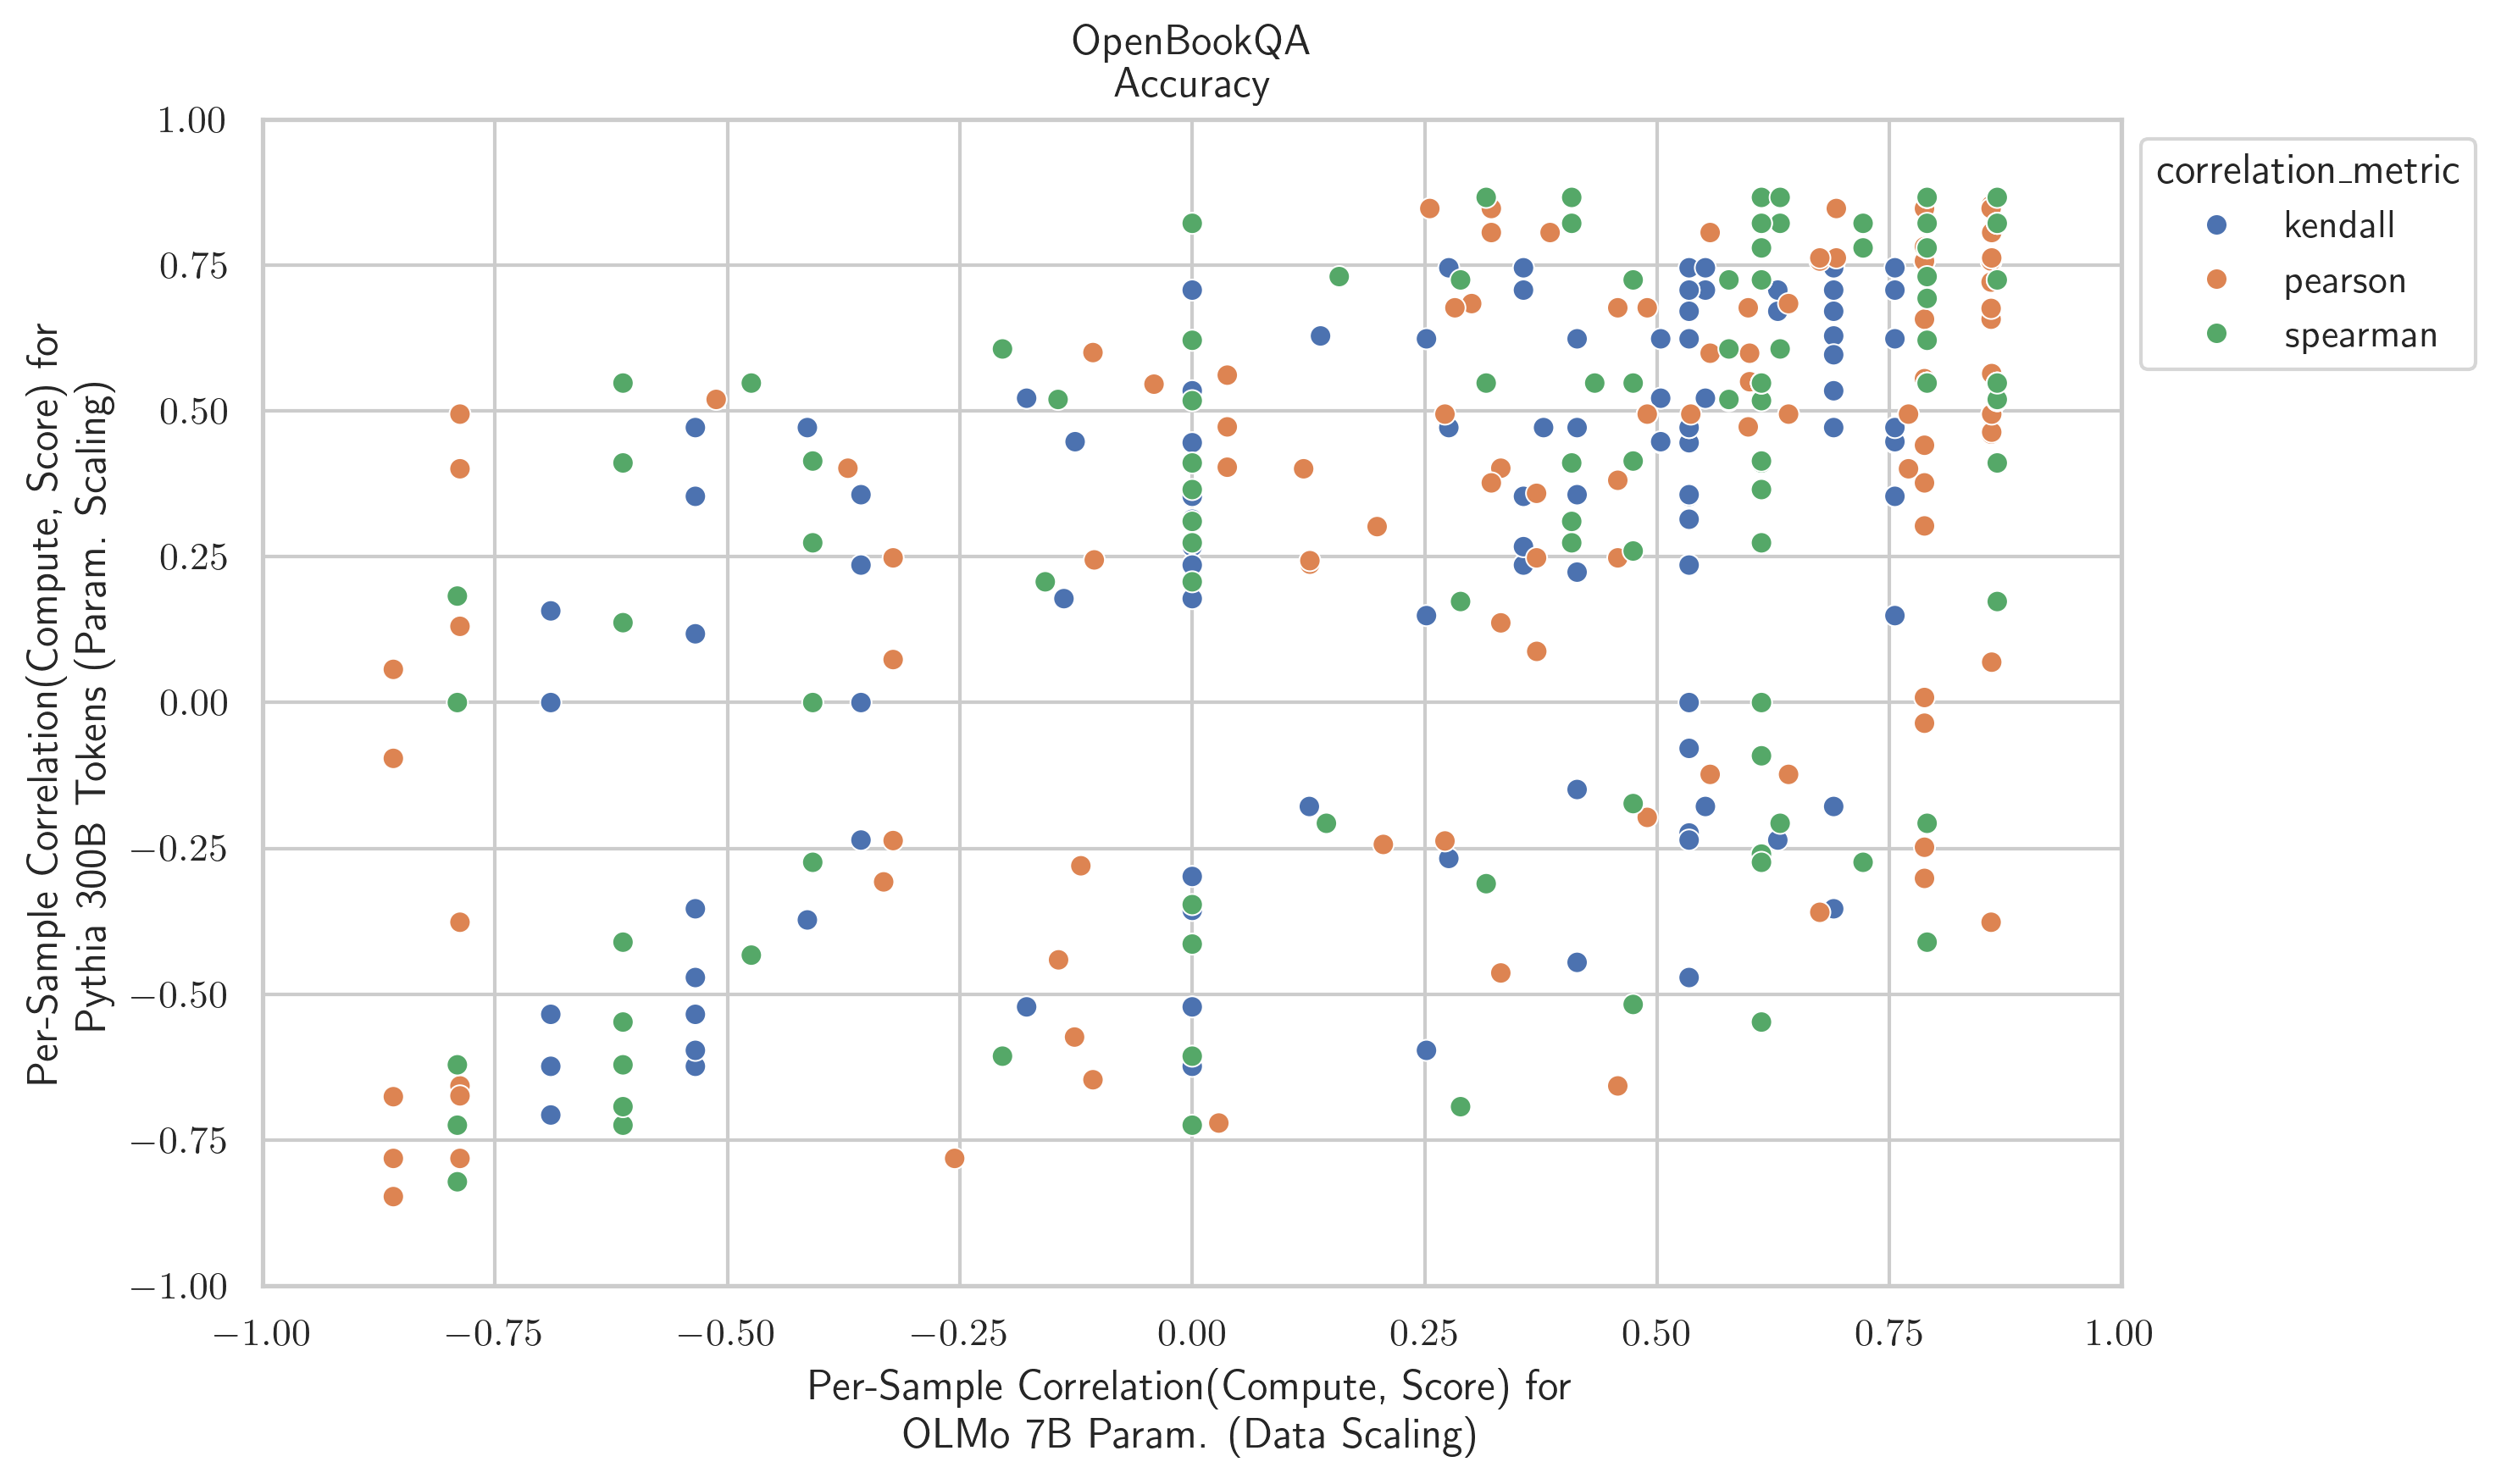 OpenBookQA
Accuracy
1.00
0.75
0.50
0.25
0.00
−0.25
−0.50
−0.75
−1.00
Per-Sample Correlation(Compute, Score) for
Pythia 300B Tokens (Param. Scaling)
correlation_metric
kendall
pearson
spearman
−1.00
−0.75
−0.50
−0.25
0.00
0.25
0.50
0.75
1.00
Per-Sample Correlation(Compute, Score) for
OLMo 7B Param. (Data Scaling)